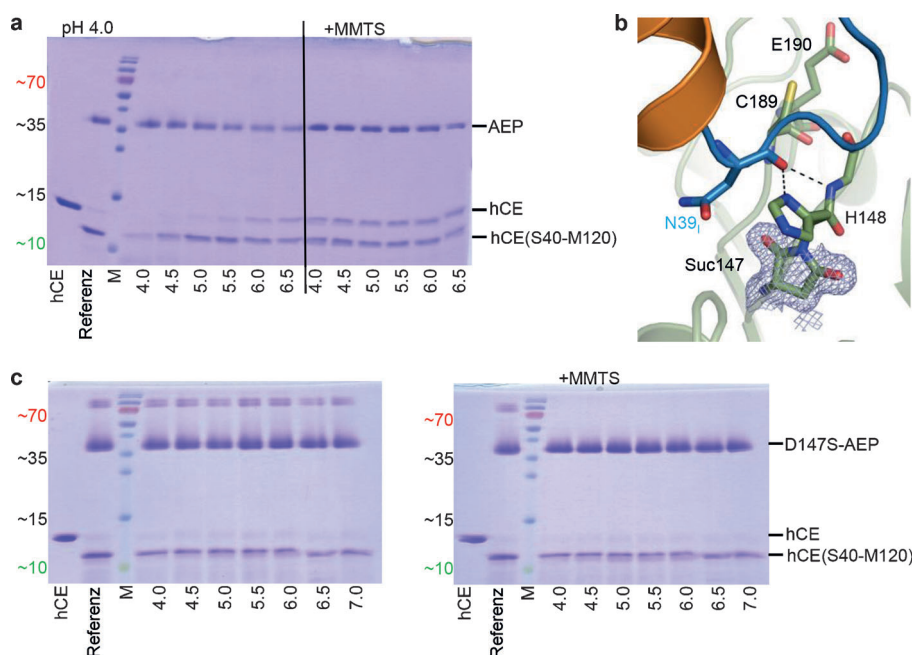 a
pH 4.0
+MMTS
~70
~35
~15
~10
AEP
hCE
hCE(S40-M120)
hCE
Referenz
M
4.0
4.5
5.0
5.5
6.0
6.5
4.0
4.5
5.0
5.5
6.0
6.5
b
E190
C189
N39i
H148
Suc147
c
~70
~35
~15
~10
hCE
Referenz
M
4.0
4.5
5.0
5.5
6.0
6.5
7.0
+MMTS
~70
~35
~15
~10
D147S-AEP
hCE
hCE(S40-M120)
hCE
Referenz
M
4.0
4.5
5.0
5.5
6.0
6.5
7.0